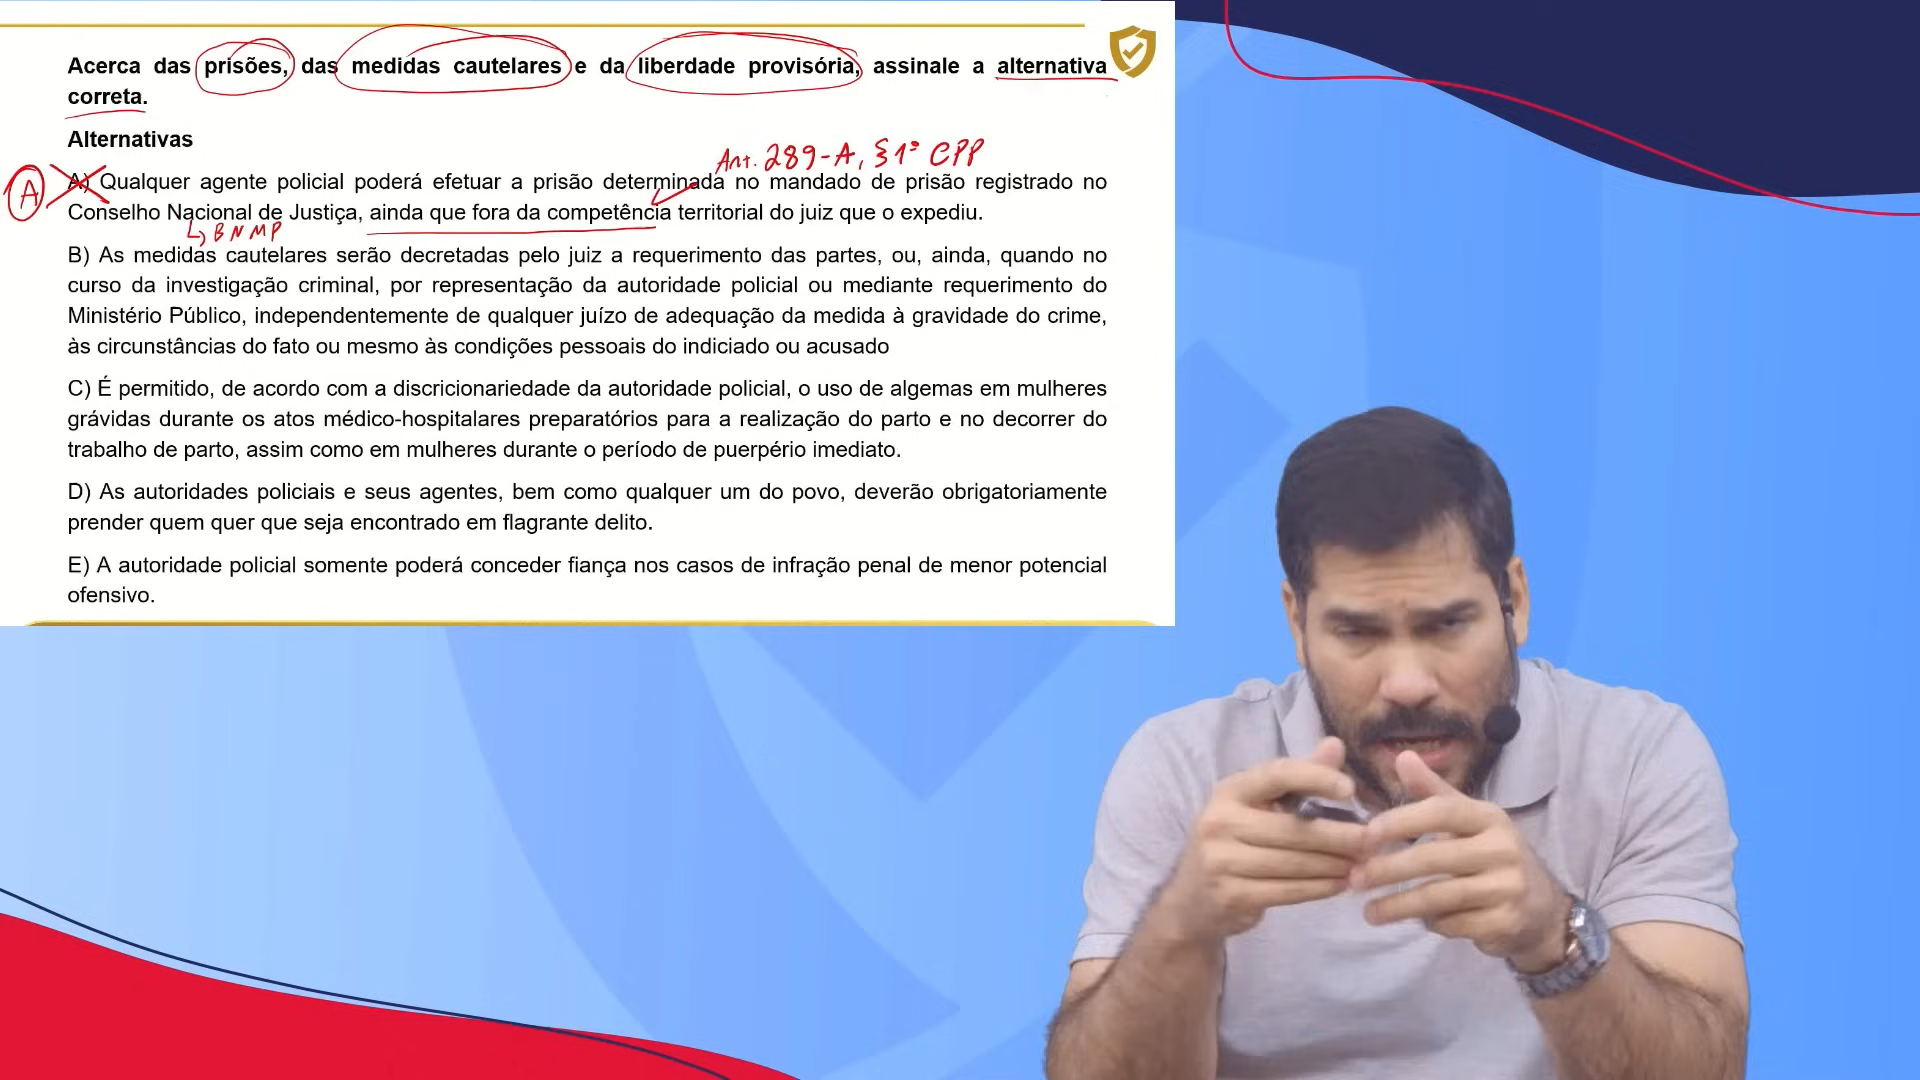 Acerca das prisões, das medidas cautelares e da liberdade provisória, assinale a alternativa
correta.
Alternativas
Art. 289-A, §1º CPP
A A) Qualquer agente policial poderá efetuar a prisão determinada no mandado de prisão registrado no
Conselho Nacional de Justiça, ainda que fora da competência territorial do juiz que o expediu.
BNMP
B) As medidas cautelares serão decretadas pelo juiz a requerimento das partes, ou, ainda, quando no
curso da investigação criminal, por representação da autoridade policial ou mediante requerimento do
Ministério Público, independentemente de qualquer juízo de adequação da medida à gravidade do crime,
às circunstâncias do fato ou mesmo às condições pessoais do indiciado ou acusado
C) É permitido, de acordo com a discricionariedade da autoridade policial, o uso de algemas em mulheres
grávidas durante os atos médico-hospitalares preparatórios para a realização do parto e no decorrer do
trabalho de parto, assim como em mulheres durante o período de puerpério imediato.
D) As autoridades policiais e seus agentes, bem como qualquer um do povo, deverão obrigatoriamente
prender quem quer que seja encontrado em flagrante delito.
E) A autoridade policial somente poderá conceder fiança nos casos de infração penal de menor potencial
ofensivo.